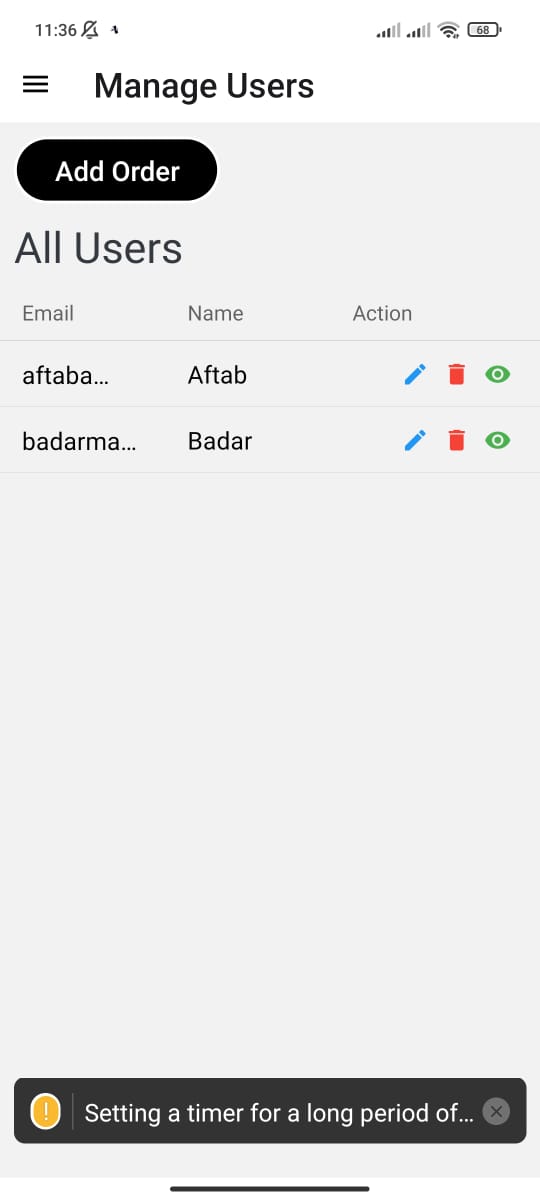 11:36 68
Manage Users
Add Order
All Users
Email Name Action
aftaba... Aftab
badarma... Badar
! Setting a timer for a long period of...